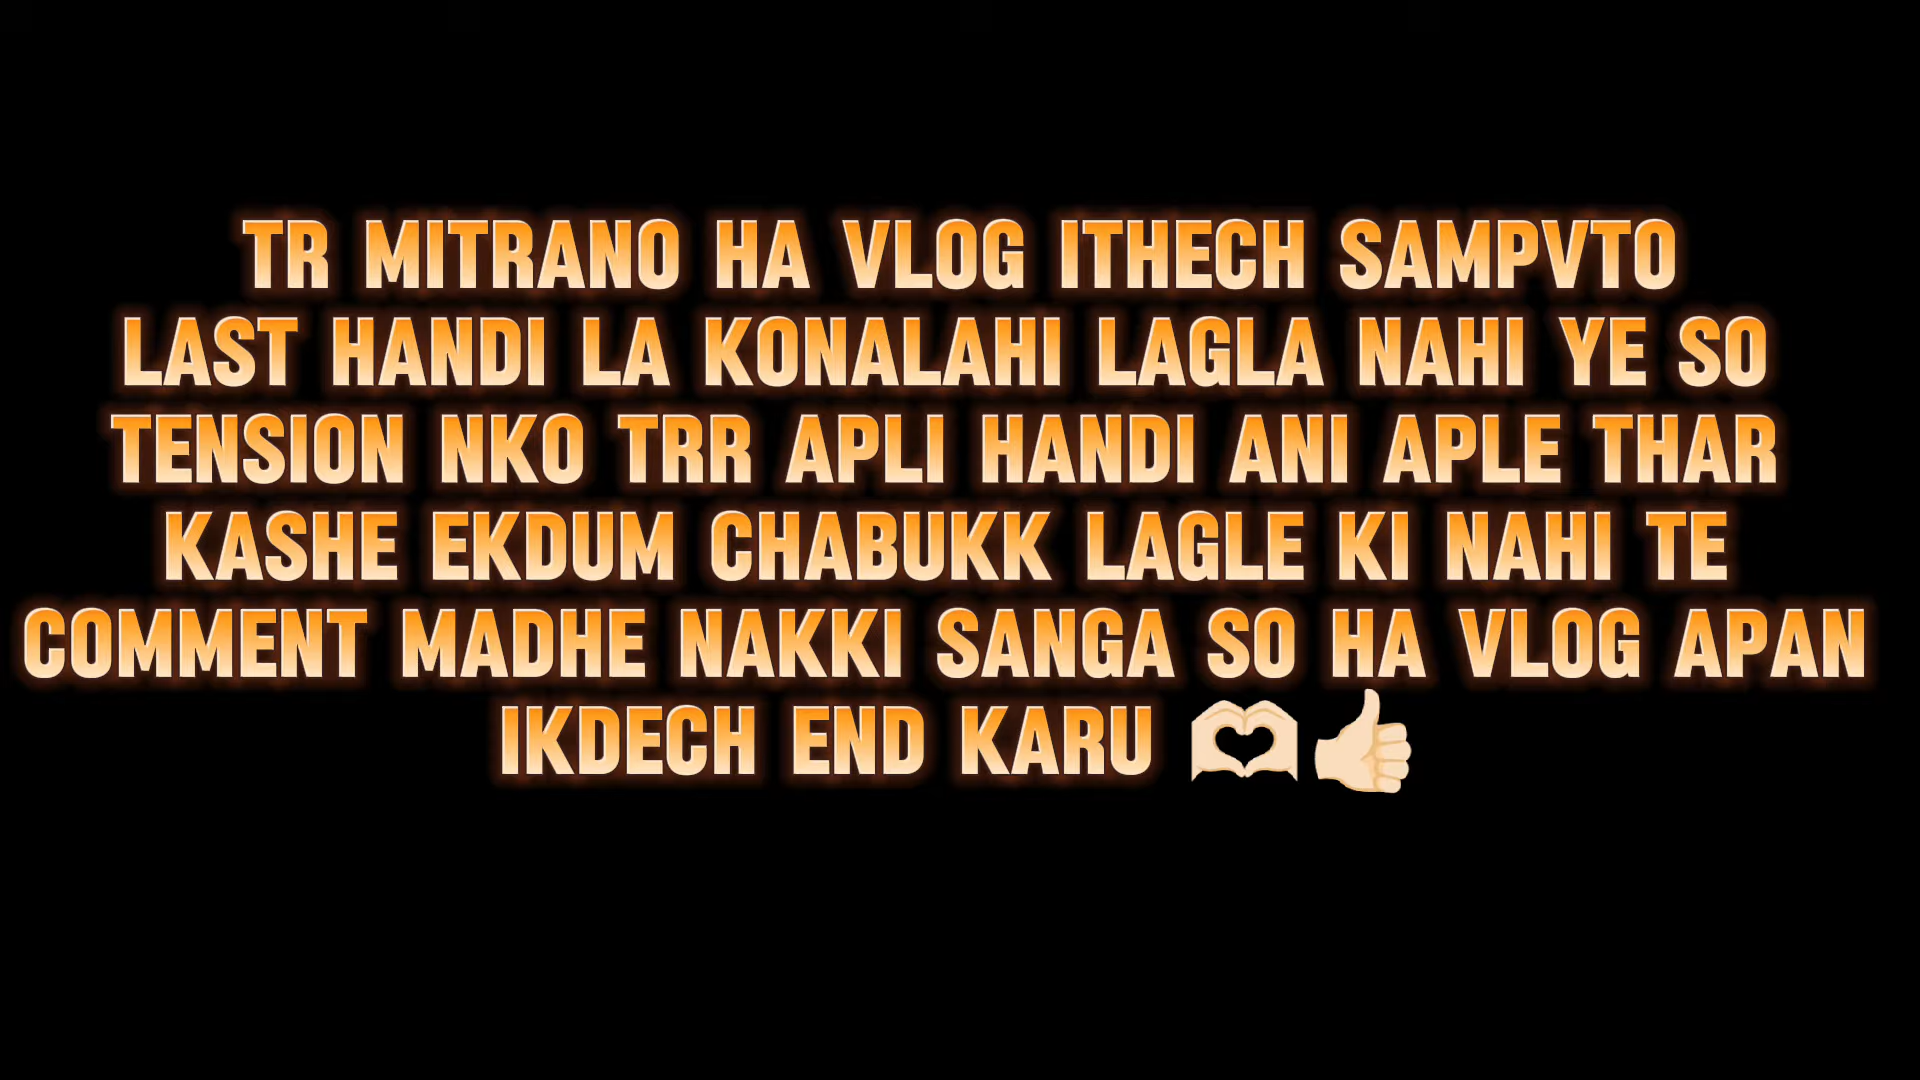 TR MITRANO HA VLOG ITHECH SAMPVTO
LAST HANDI LA KONALAHI LAGLA NAHI YE SO
TENSION NKO TRR APLI HANDI ANI APLE THAR
KASHE EKDUM CHABUKK LAGLE KI NAHI TE
COMMENT MADHE NAKKI SANGA SO HA VLOG APAN
IKDECH END KARU 🫶🏻👍🏻